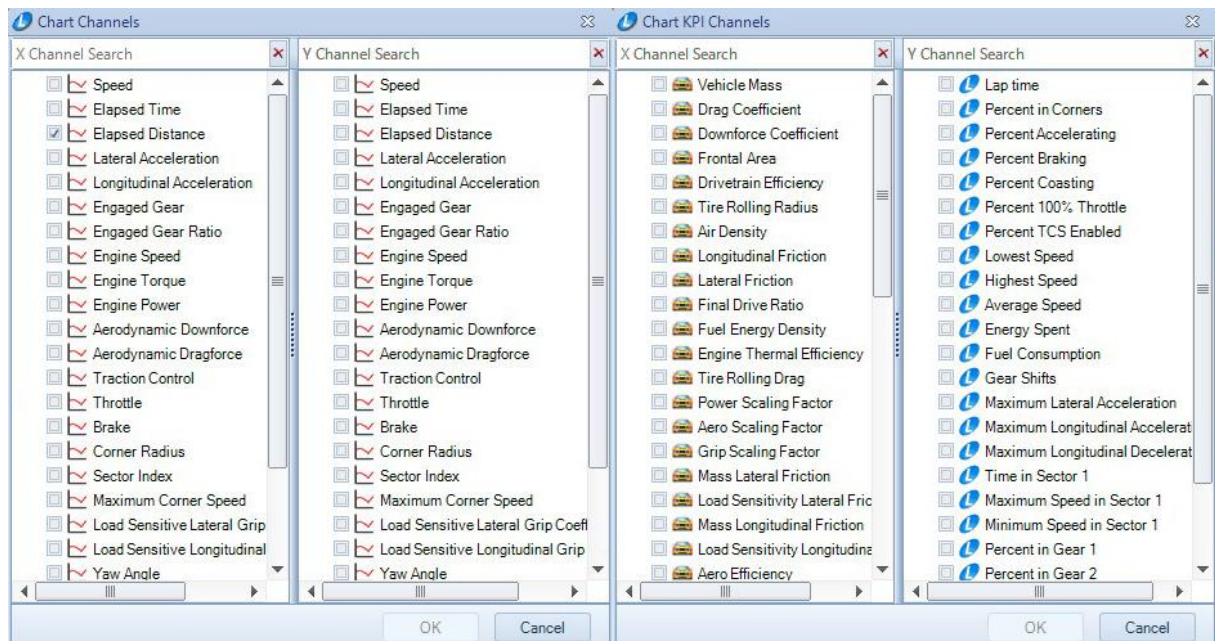 Chart Channels
X Channel Search
Speed
Elapsed Time
Elapsed Distance
Lateral Acceleration
Longitudinal Acceleration
Engaged Gear
Engaged Gear Ratio
Engine Speed
Engine Torque
Engine Power
Aerodynamic Downforce
Aerodynamic Dragforce
Traction Control
Throttle
Brake
Corner Radius
Sector Index
Maximum Corner Speed
Load Sensitive Lateral Grip
Load Sensitive Longitudinal
Yaw Angle
Y Channel Search
Speed
Elapsed Time
Elapsed Distance
Lateral Acceleration
Longitudinal Acceleration
Engaged Gear
Engaged Gear Ratio
Engine Speed
Engine Torque
Engine Power
Aerodynamic Downforce
Aerodynamic Dragforce
Traction Control
Throttle
Brake
Corner Radius
Sector Index
Maximum Corner Speed
Load Sensitive Lateral Grip Coeff
Load Sensitive Longitudinal Grip
Yaw Angle
OK
Cancel
Chart KPI Channels
X Channel Search
Vehicle Mass
Drag Coefficient
Downforce Coefficient
Frontal Area
Drivetrain Efficiency
Tire Rolling Radius
Air Density
Longitudinal Friction
Lateral Friction
Final Drive Ratio
Fuel Energy Density
Engine Thermal Efficiency
Tire Rolling Drag
Power Scaling Factor
Aero Scaling Factor
Grip Scaling Factor
Mass Lateral Friction
Load Sensitivity Lateral Fric
Mass Longitudinal Friction
Load Sensitivity Longitudina
Aero Efficiency
Y Channel Search
Lap time
Percent in Corners
Percent Accelerating
Percent Braking
Percent Coasting
Percent 100% Throttle
Percent TCS Enabled
Lowest Speed
Highest Speed
Average Speed
Energy Spent
Fuel Consumption
Gear Shifts
Maximum Lateral Acceleration
Maximum Longitudinal Accelerat
Maximum Longitudinal Decelerat
Time in Sector 1
Maximum Speed in Sector 1
Minimum Speed in Sector 1
Percent in Gear 1
Percent in Gear 2
OK
Cancel